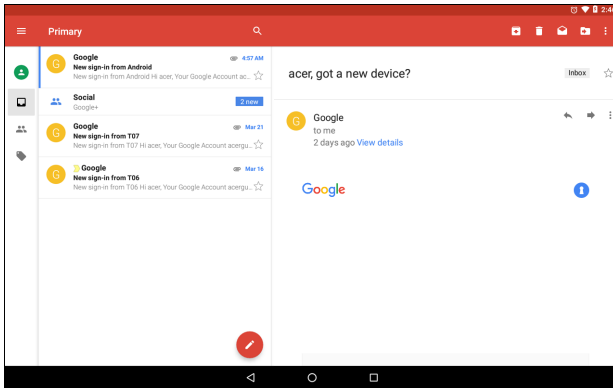 2:4
Primary
Google
4:57 AM
New sign-in from Android
New sign-in from Android Hi acer, Your Google Account ac...
Social
2 new
Google+
Google
Mar 21
New sign-in from T07
New sign-in from T07 Hi acer, Your Google Account acergu...
Google
Mar 16
New sign-in from T06
New sign-in from T06 Hi acer, Your Google Account acergu...
acer, got a new device?
Inbox
G
Google
to me
2 days ago View details
Google
G
G
G